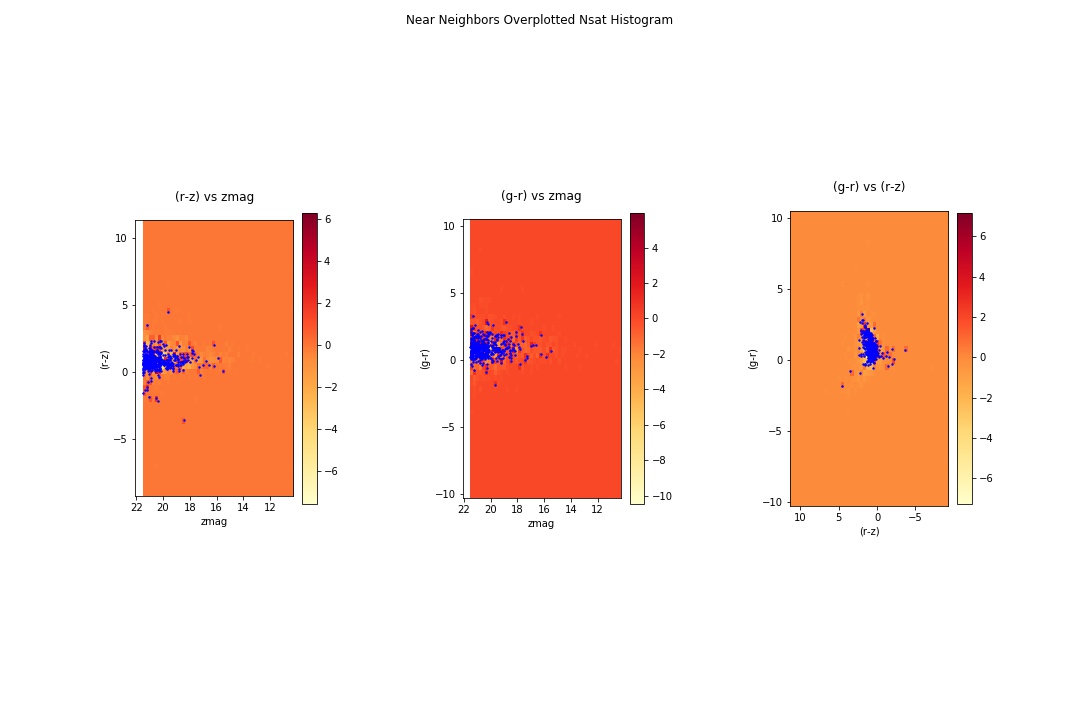 Near Neighbors Overplotted Nsat Histogram
(r-z) vs zmag
10
5
0
−5
(r-z)
22 20 18 16 14 12
zmag
6
4
2
0
−2
−4
−6
(g-r) vs zmag
10
5
0
−5
−10
(g-r)
22 20 18 16 14 12
zmag
4
2
0
−2
−4
−6
−8
−10
(g-r) vs (r-z)
10
5
0
−5
−10
(g-r)
10 5 0 −5
(r-z)
6
4
2
0
−2
−4
−6